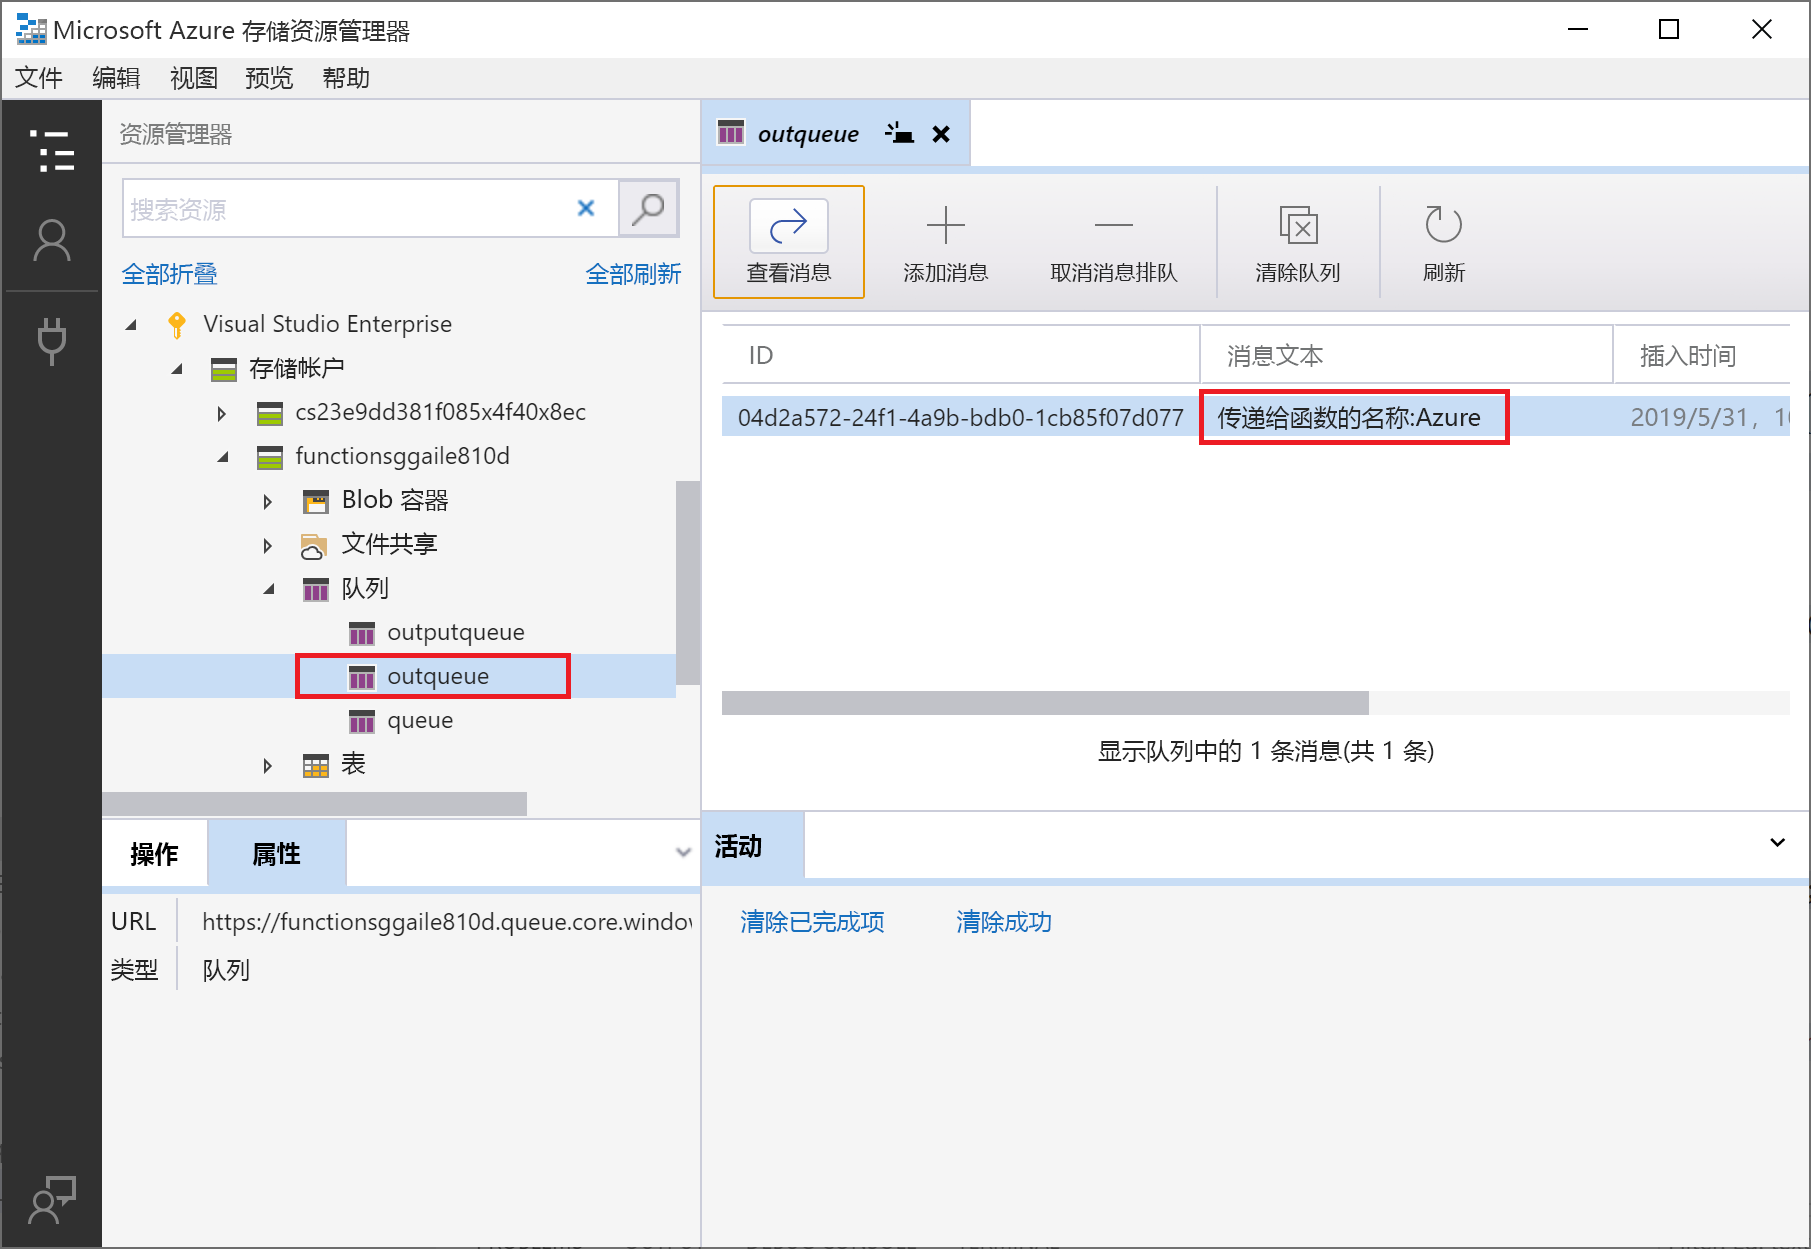 Microsoft Azure 存储资源管理器
文件 编辑 视图 预览 帮助
资源管理器
搜索资源
全部折叠 全部刷新
Visual Studio Enterprise
存储帐户
cs23e9dd381f085x4f40x8ec
functionsggaile810d
Blob 容器
文件共享
队列
outputqueue
outqueue
queue
表
操作 属性
URL https://functionsggaile810d.queue.core.window
类型 队列
outqueue
查看消息 添加消息 取消消息排队 清除队列 刷新
ID 消息文本 插入时间
04d2a572-24f1-4a9b-bdb0-1cb85f07d077 传递给函数的名称:Azure 2019/5/31, 1
显示队列中的 1 条消息(共 1 条)
活动
清除已完成项 清除成功